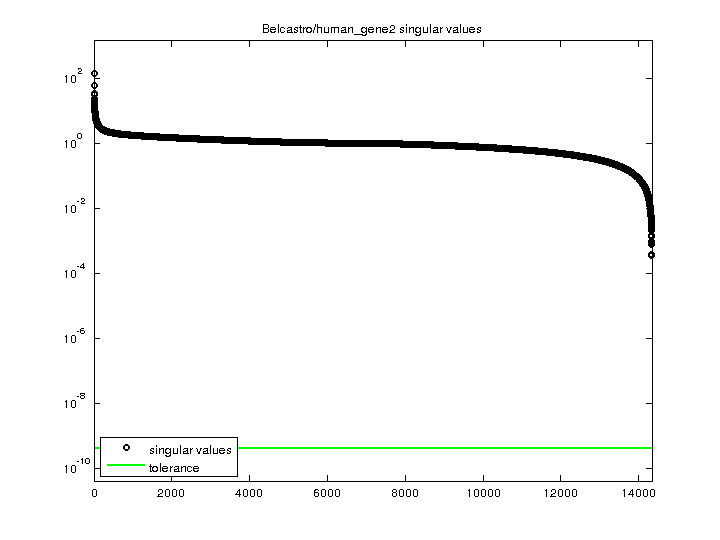 Belcastro/human_gene2 singular values
10^2
10^0
10^-2
10^-4
10^-6
10^-8
10^-10
singular values
tolerance
0 2000 4000 6000 8000 10000 12000 14000